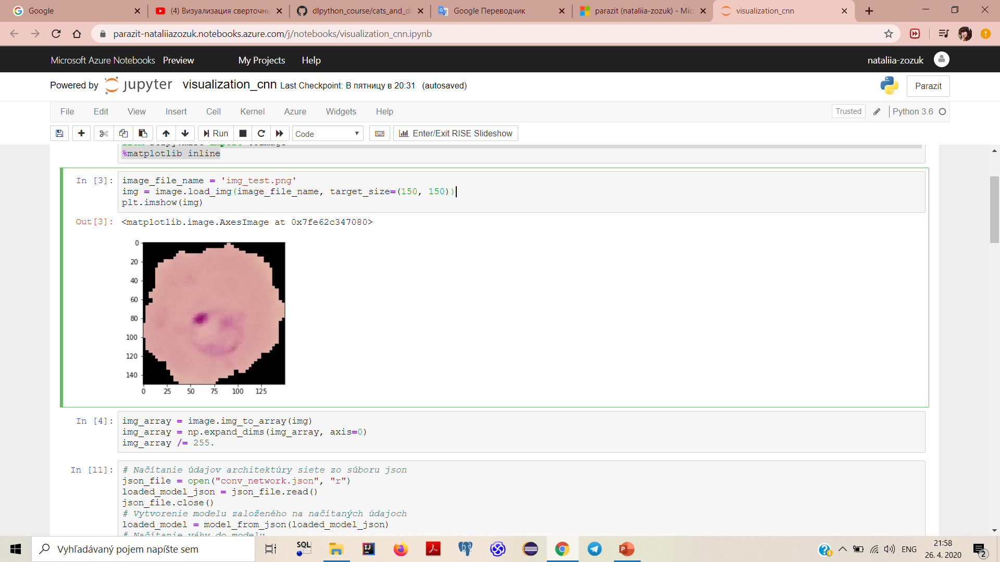 Google
(4) Визуализация сверточны
dlpython_course/cats_and_d
Google Переводчик
parazit (nataliia-zozuk) - Mic
visualization_cnn
parazit-nataliiazozuk.notebooks.azure.com/j/notebooks/visualization_cnn.ipynb
Microsoft Azure Notebooks Preview My Projects Help nataliia-zozuk
Powered by jupyter visualization_cnn Last Checkpoint: В пятницу в 20:31 (autosaved) Parazit
File Edit View Insert Cell Kernel Azure Widgets Help Trusted Python 3.6
Run Code Enter/Exit RISE Slideshow
%matplotlib inline
In [3]: image_file_name = 'img_test.png'
img = image.load_img(image_file_name, target_size=(150, 150))
plt.imshow(img)
Out[3]: <matplotlib.image.AxesImage at 0x7fe62c347080>
0
20
40
60
80
100
120
140
0 25 50 75 100 125
In [4]: img_array = image.img_to_array(img)
img_array = np.expand_dims(img_array, axis=0)
img_array /= 255.
In [11]: # Načítanie údajov architektúry siete zo súboru json
json_file = open("conv_network.json", "r")
loaded_model_json = json_file.read()
json_file.close()
# Vytvorenie modelu založeného na načítaných údajoch
loaded_model = model_from_json(loaded_model_json)
# Načítanie váhy do modelu
Vyhľadávaný pojem napíšte sem
SQL
ENG
21:58
26. 4. 2020
2